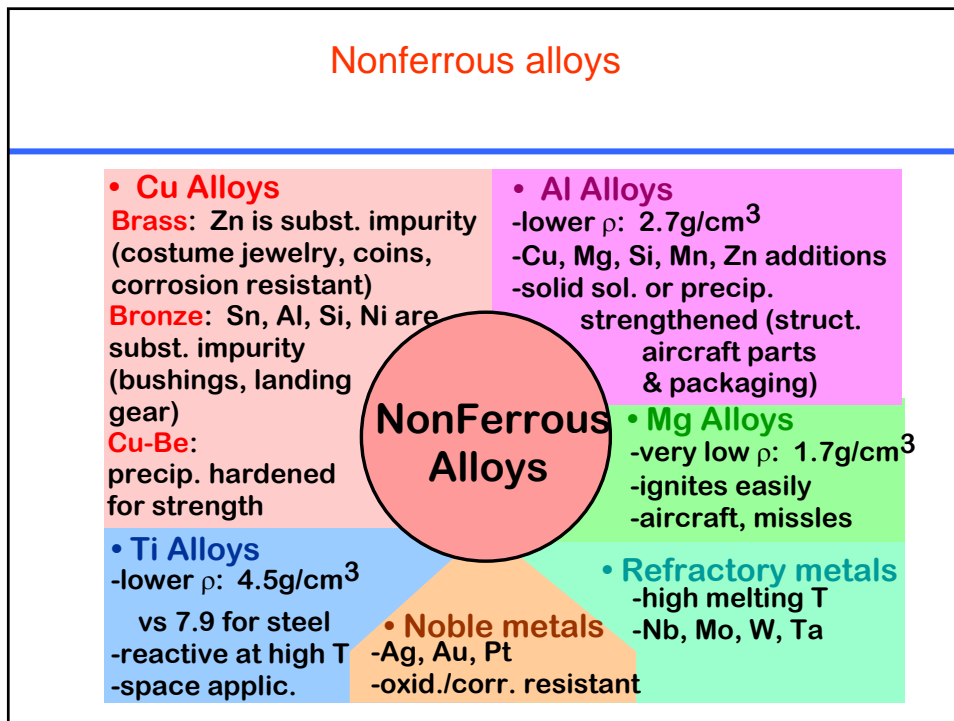 Nonferrous alloys
• Cu Alloys
Brass: Zn is subst. impurity
(costume jewelry, coins,
corrosion resistant)
Bronze: Sn, Al, Si, Ni are
subst. impurity
(bushings, landing
gear)
Cu-Be:
precip. hardened
for strength
• Al Alloys
-lower ρ: 2.7g/cm³
-Cu, Mg, Si, Mn, Zn additions
-solid sol. or precip.
strengthened (struct.
aircraft parts
& packaging)
NonFerrous
Alloys
• Mg Alloys
-very low ρ: 1.7g/cm³
-ignites easily
-aircraft, missles
• Ti Alloys
-lower ρ: 4.5g/cm³
vs 7.9 for steel
-reactive at high T
-space applic.
• Noble metals
-Ag, Au, Pt
-oxid./corr. resistant
• Refractory metals
-high melting T
-Nb, Mo, W, Ta